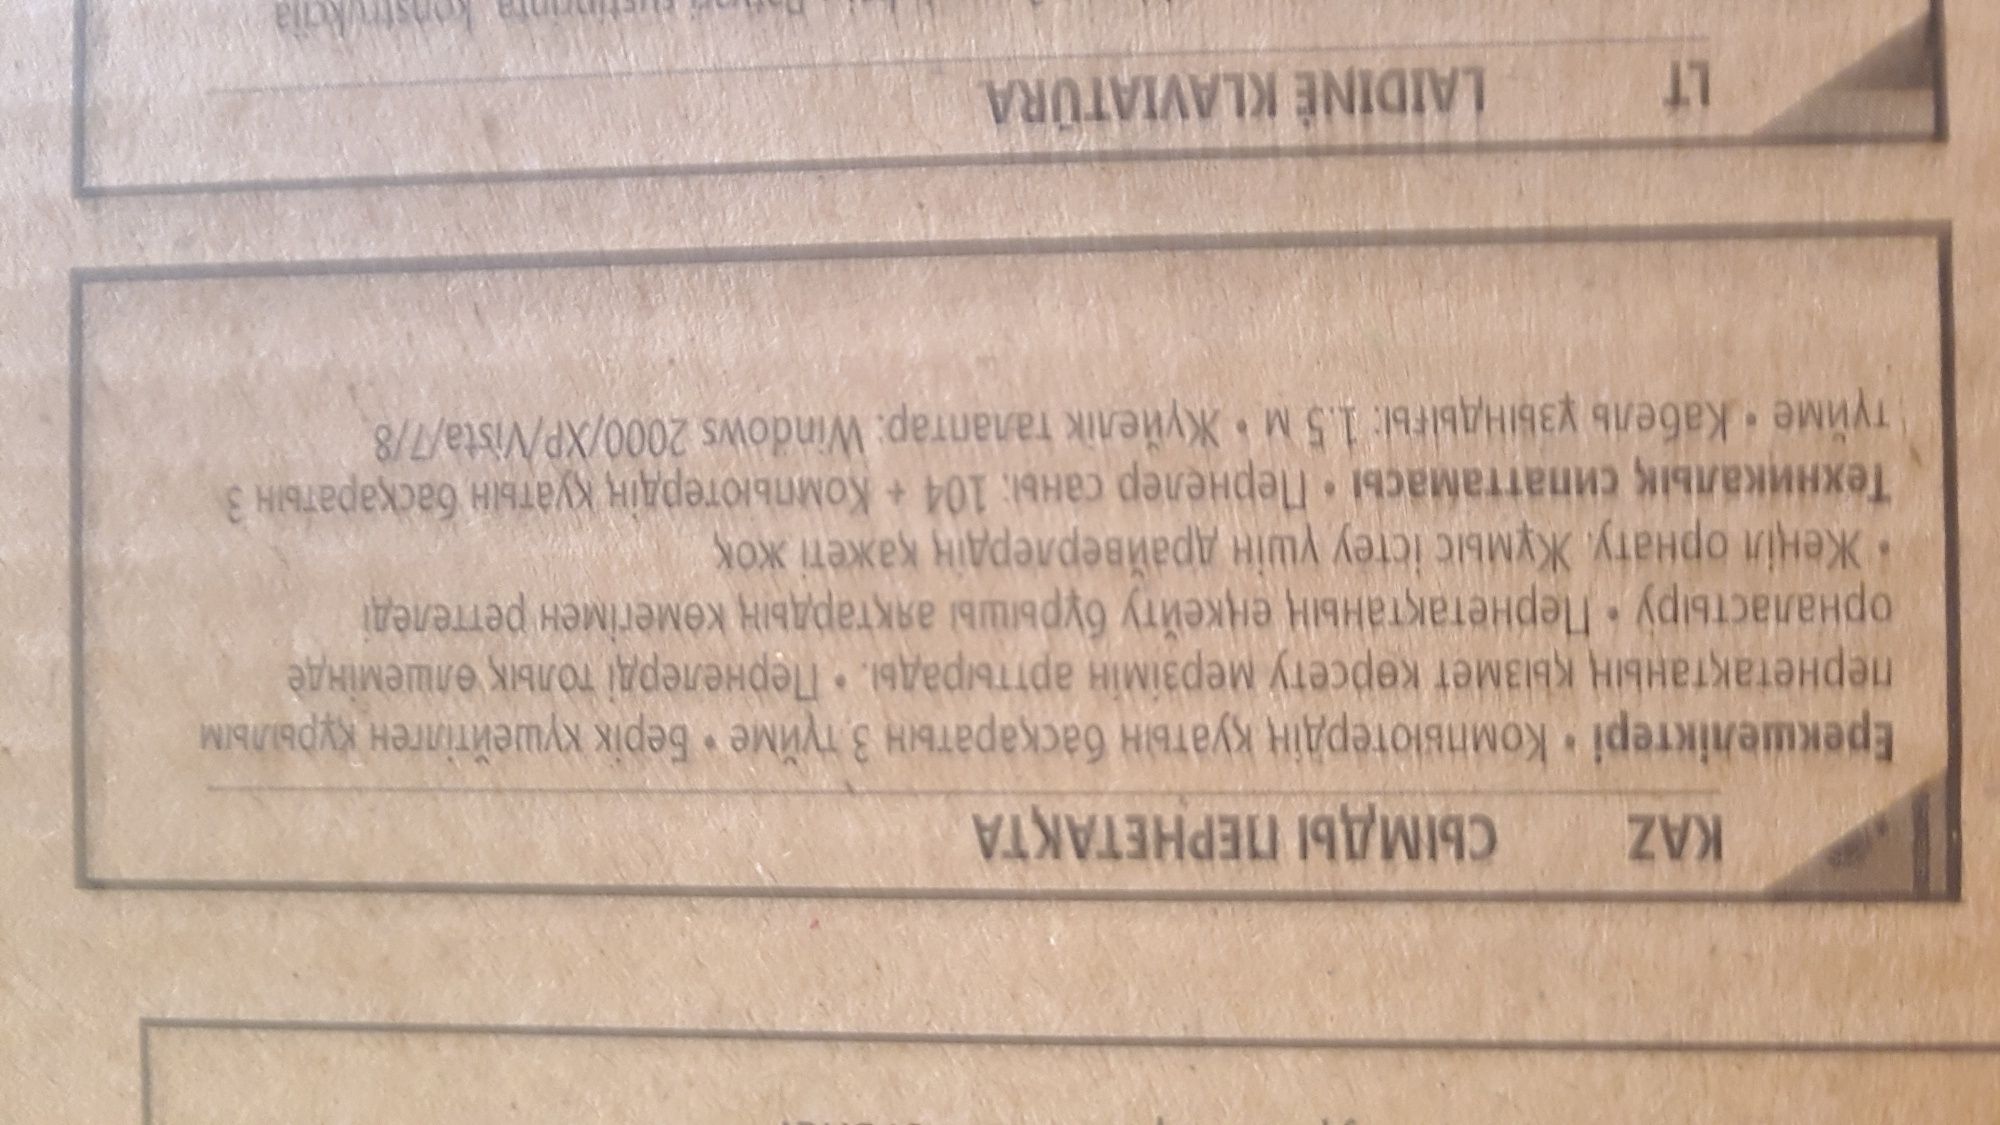 KAZ СЫМДЫ ПЕРНЕТАҚТА
Ерекшеліктері • Компьютердің қуатын басқаратын 3 түйме • Берік күшейтілген құрылым
пернетақтаның қызмет көрсету мерзімін арттырады. • Пернелерді толық өлшемінде
орналастыру • Пернетақтаның еңкейту бұрышы аяқтардың көмегімен реттеледі
• Жеңіл орнату. Жұмыс істеу үшін драйверлердің қажеті жоқ
Техникалық сипаттамасы • Пернелер саны: 104 + Компьютердің қуатын басқаратын 3
түйме • Кабель ұзындығы: 1.5 м • Жүйелік талаптар: Windows 2000/XP/Vista/7/8
LT LAIDINĖ KLAVIATŪRA
sustiprinta konstrukcija